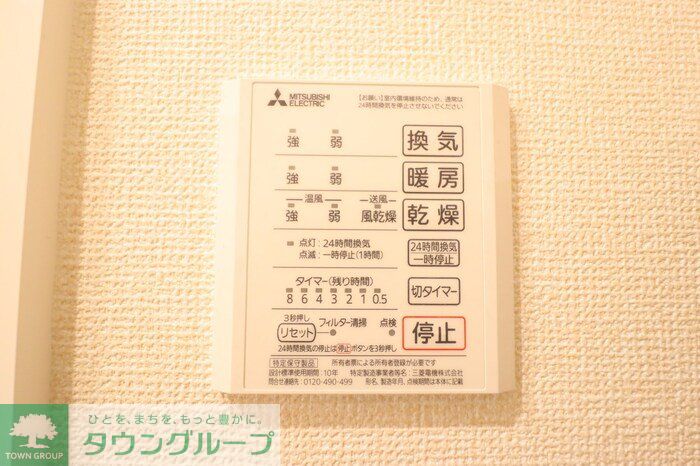 MITSUBISHI
ELECTRIC
【お願い】室内環境維持のため、通常は
24時間換気を停止させないでください
強 弱 換気
強 弱 暖房
温風 送風
強 弱 風乾燥 乾燥
点灯:24時間換気
点滅:一時停止(1時間)
24時間換気
一時停止
タイマー(残り時間)
8 6 4 3 2 1 0.5
切タイマー
3秒押し
リセット フィルター清掃 点検
停止
24時間換気の停止は停止ボタンを3秒押し
特定保守製品 所有者票による所有者登録が必要です
設計標準使用期間:10年 特定製造事業者等名:三菱電機株式会社
問合せ連絡先:0120-490-499 形名、製造年月、点検期間は本体に記載
ひとを、まちを、もっと豊かに。
タウングループ
TOWN GROUP